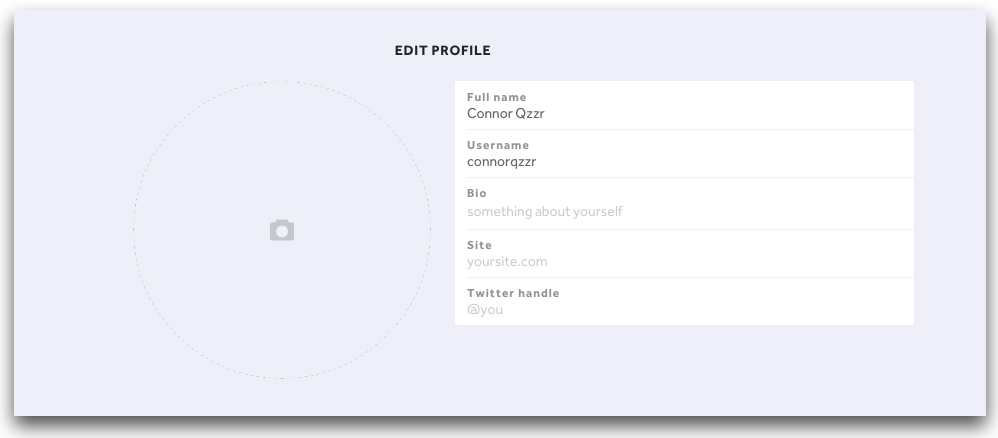 EDIT PROFILE
Full name
Connor Qzzr
Username
connorqzzr
Bio
something about yourself
Site
yoursite.com
Twitter handle
@you